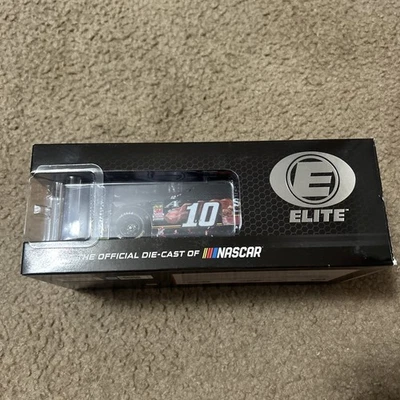 E
ELITE
10
THE OFFICIAL DIE-CAST OF NASCAR